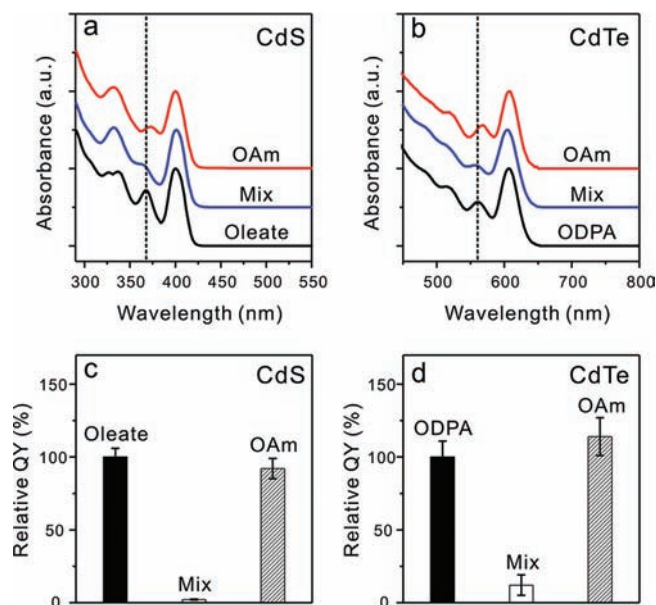 a
CdS
Absorbance (a.u.)
OAm
Mix
Oleate
300 350 400 450 500 550
Wavelength (nm)
b
CdTe
Absorbance (a.u.)
OAm
Mix
ODPA
500 600 700 800
Wavelength (nm)
c
CdS
Relative QY (%)
150
100
50
0
Oleate
Mix
OAm
d
CdTe
Relative QY (%)
150
100
50
0
ODPA
Mix
OAm